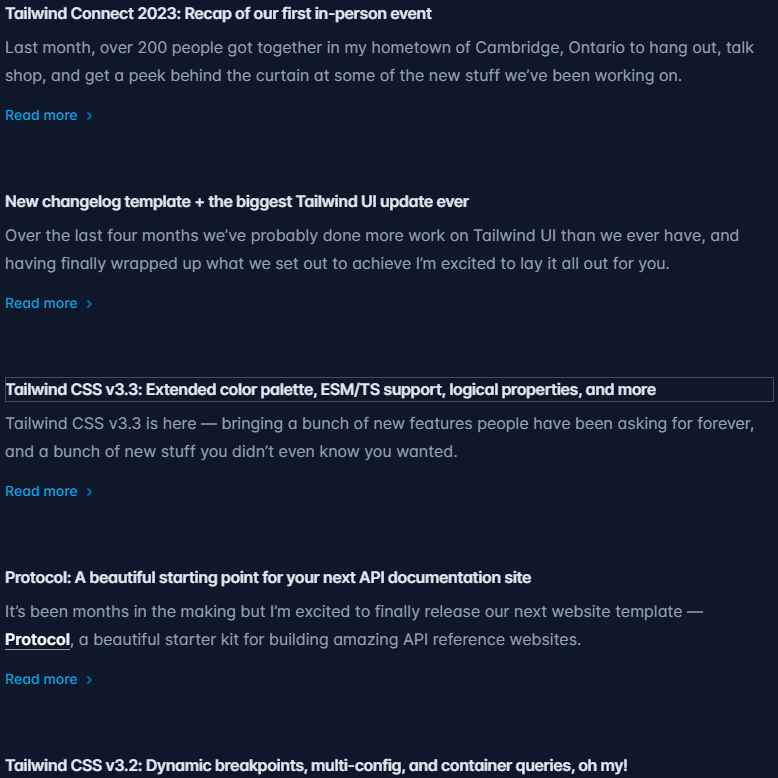 Tailwind Connect 2023: Recap of our first in-person event
Last month, over 200 people got together in my hometown of Cambridge, Ontario to hang out, talk
shop, and get a peek behind the curtain at some of the new stuff we’ve been working on.
Read more
New changelog template + the biggest Tailwind UI update ever
Over the last four months we’ve probably done more work on Tailwind UI than we ever have, and
having finally wrapped up what we set out to achieve I’m excited to lay it all out for you.
Read more
Tailwind CSS v3.3: Extended color palette, ESM/TS support, logical properties, and more
Tailwind CSS v3.3 is here — bringing a bunch of new features people have been asking for forever,
and a bunch of new stuff you didn’t even know you wanted.
Read more
Protocol: A beautiful starting point for your next API documentation site
It’s been months in the making but I’m excited to finally release our next website template —
Protocol, a beautiful starter kit for building amazing API reference websites.
Read more
Tailwind CSS v3.2: Dynamic breakpoints, multi-config, and container queries, oh my!